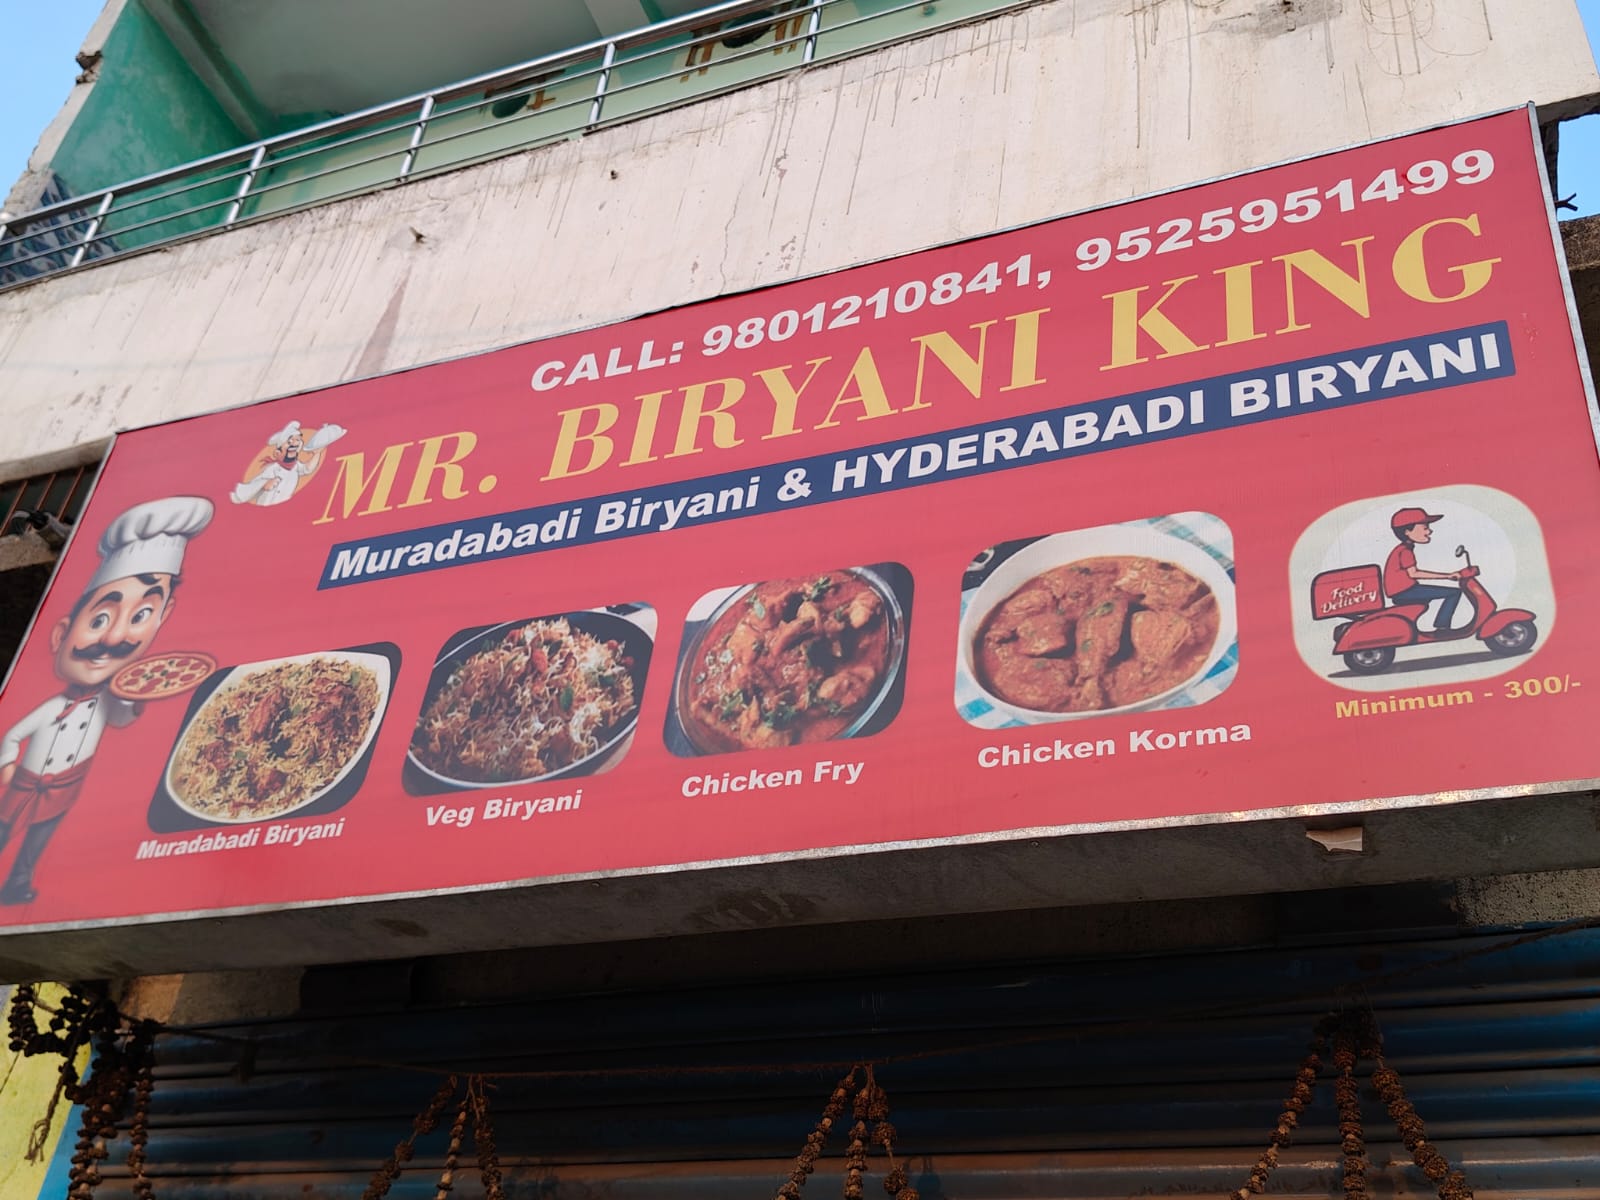 CALL: 9801210841, 9525951499
MR. BIRYANI KING
Muradabadi Biryani & HYDERABADI BIRYANI
Food
Delivery
Muradabadi Biryani
Veg Biryani
Chicken Fry
Chicken Korma
Minimum - 300/-